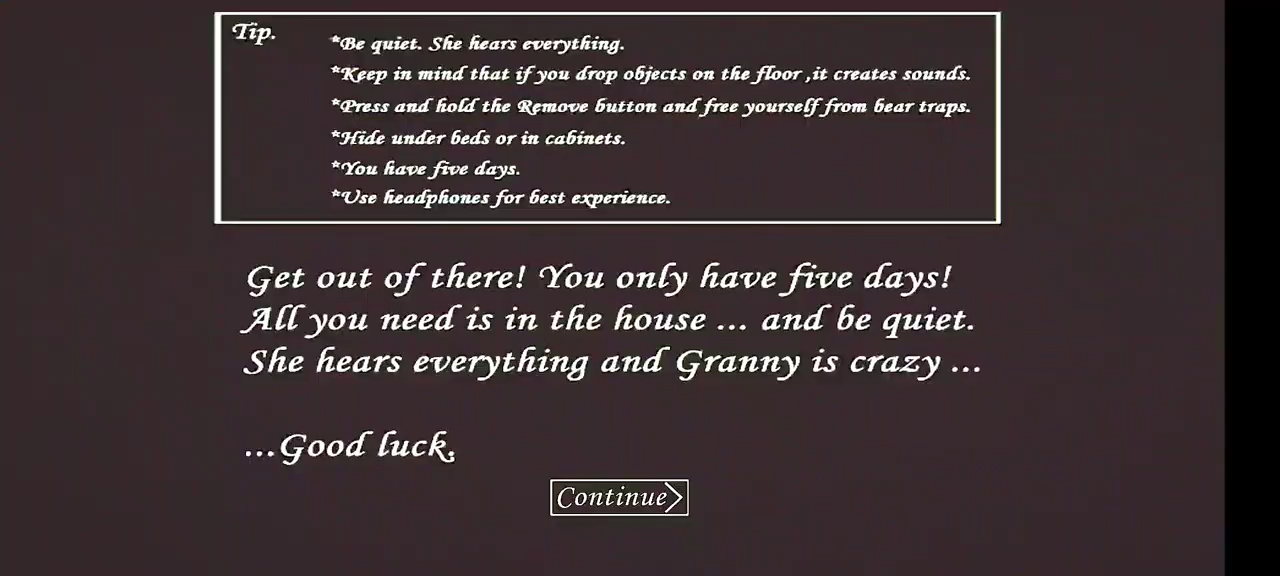 Tip.
*Be quiet. She hears everything.
*Keep in mind that if you drop objects on the floor ,it creates sounds.
*Press and hold the Remove button and free yourself from bear traps.
*Hide under beds or in cabinets.
*You have five days.
*Use headphones for best experience.
Get out of there! You only have five days!
All you need is in the house ... and be quiet.
She hears everything and Granny is crazy ...
...Good luck.
Continue>